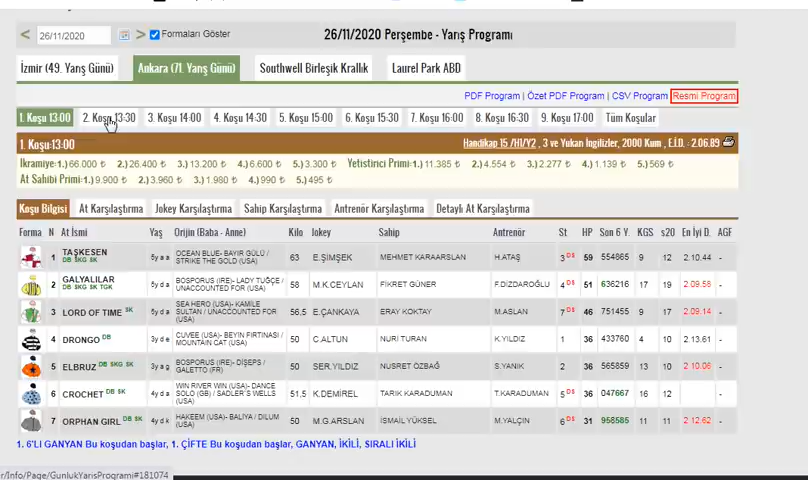 26/11/2020 Formaları Göster 26/11/2020 Perşembe - Yarış Programı
İzmir (49. Yarış Günü) Ankara (71. Yarış Günü) Southwell Birleşik Krallık Laurel Park ABD
PDF Program | Özet PDF Program | CSV Program Resmi Program
1. Koşu 13:00 2. Koşu 13:30 3. Koşu 14:00 4. Koşu 14:30 5. Koşu 15:00 6. Koşu 15:30 7. Koşu 16:00 8. Koşu 16:30 9. Koşu 17:00 Tüm Koşular
1. Koşu:13:00 Handikap 15 /H1/Y2 , 3 ve Yukarı İngilizler, 2000 Kum , E.İ.D. : 2.06.89
İkramiye: 1.) 66.000 ₺ 2.) 26.400 ₺ 3.) 13.200 ₺ 4.) 6.600 ₺ 5.) 3.300 ₺ Yetiştirici Primi: 1.) 11.385 ₺ 2.) 4.554 ₺ 3.) 2.277 ₺ 4.) 1.139 ₺ 5.) 569 ₺
At Sahibi Primi: 1.) 9.900 ₺ 2.) 3.960 ₺ 3.) 1.980 ₺ 4.) 990 ₺ 5.) 495 ₺
Koşu Bilgisi At Karşılaştırma Jokey Karşılaştırma Sahip Karşılaştırma Antrenör Karşılaştırma Detaylı At Karşılaştırma
Forma N At İsmi Yaş Orijin (Baba - Anne) Kilo Jokey Sahip Antrenör St HP Son 6 Y. KGS s20 En İyi D. AGF
1 TAŞKESEN DB SKG SK 5y a a OCEAN BLUE- BAYIR GÜLÜ / STRIKE THE GOLD (USA) 63 E.ŞİMŞEK MEHMET KARAARSLAN H.ATAŞ 3 DS 59 554865 9 12 2.10.44 -
2 GALYALILAR DB SKG SK TGK 5y d a BOSPORUS (IRE)- LADY TUĞÇE / UNACCOUNTED FOR (USA) 58 M.K.CEYLAN FİKRET GÜNER F.DİZDAROĞLU 4 DS 51 636216 17 19 2.09.58 -
3 LORD OF TIME SK 5y d a SEA HERO (USA)- KAMILE SULTAN / UNACCOUNTED FOR (USA) 56.5 E.ÇANKAYA ERAY KOKTAY M.ASLAN 7 DS 46 751455 9 17 2.09.14 -
4 DRONGO DB 3y d e CUVEE (USA)- BEYİN FIRTINASI / MOUNTAIN CAT (USA) 50 C.ALTUN NURİ TURAN K.YILDIZ 1 36 433760 4 10 2.13.61 -
5 ELBRUZ DB SKG SK 3y a g BOSPORUS (IRE)- DİŞEPS / GALETTO (FR) 50 SER.YILDIZ NUSRET ÖZBAĞ S.YANIK 2 36 565859 13 10 2.10.06 -
6 CROCHET DB SK 4y d d WIN RIVER WIN (USA)- DANCE SOLO (GB) / SADLER'S WELLS (USA) 51.5 K.DEMİREL TARIK KARADUMAN T.KARADUMAN 5 DS 36 047667 16 12 -
7 ORPHAN GIRL DB SK 4y d k HAKEEM (USA)- BALIYA / DILUM (USA) 50 M.G.ARSLAN İSMAİL YÜKSEL M.YALÇIN 6 DS 31 958585 11 11 2.12.62 -
1. 6'LI GANYAN Bu koşudan başlar, 1. ÇİFTE Bu koşudan başlar, GANYAN, İKİLİ, SIRALI İKİLİ
r/Info/Page/GunlukYarisProgrami#181074